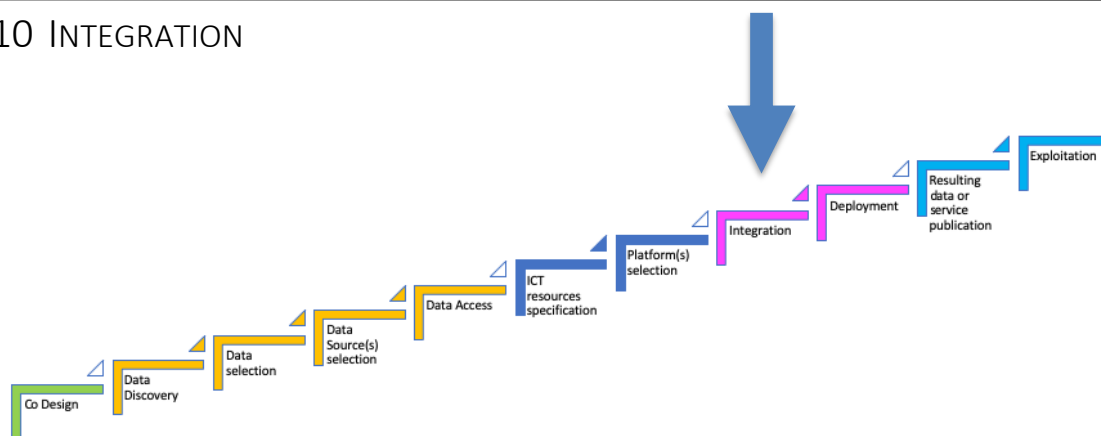 10 INTEGRATION
Co Design
Data
Discovery
Data
selection
Data
Source(s)
selection
Data Access
ICT
resources
specification
Platform(s)
selection
Integration
Deployment
Resulting
data or
service
publication
Exploitation